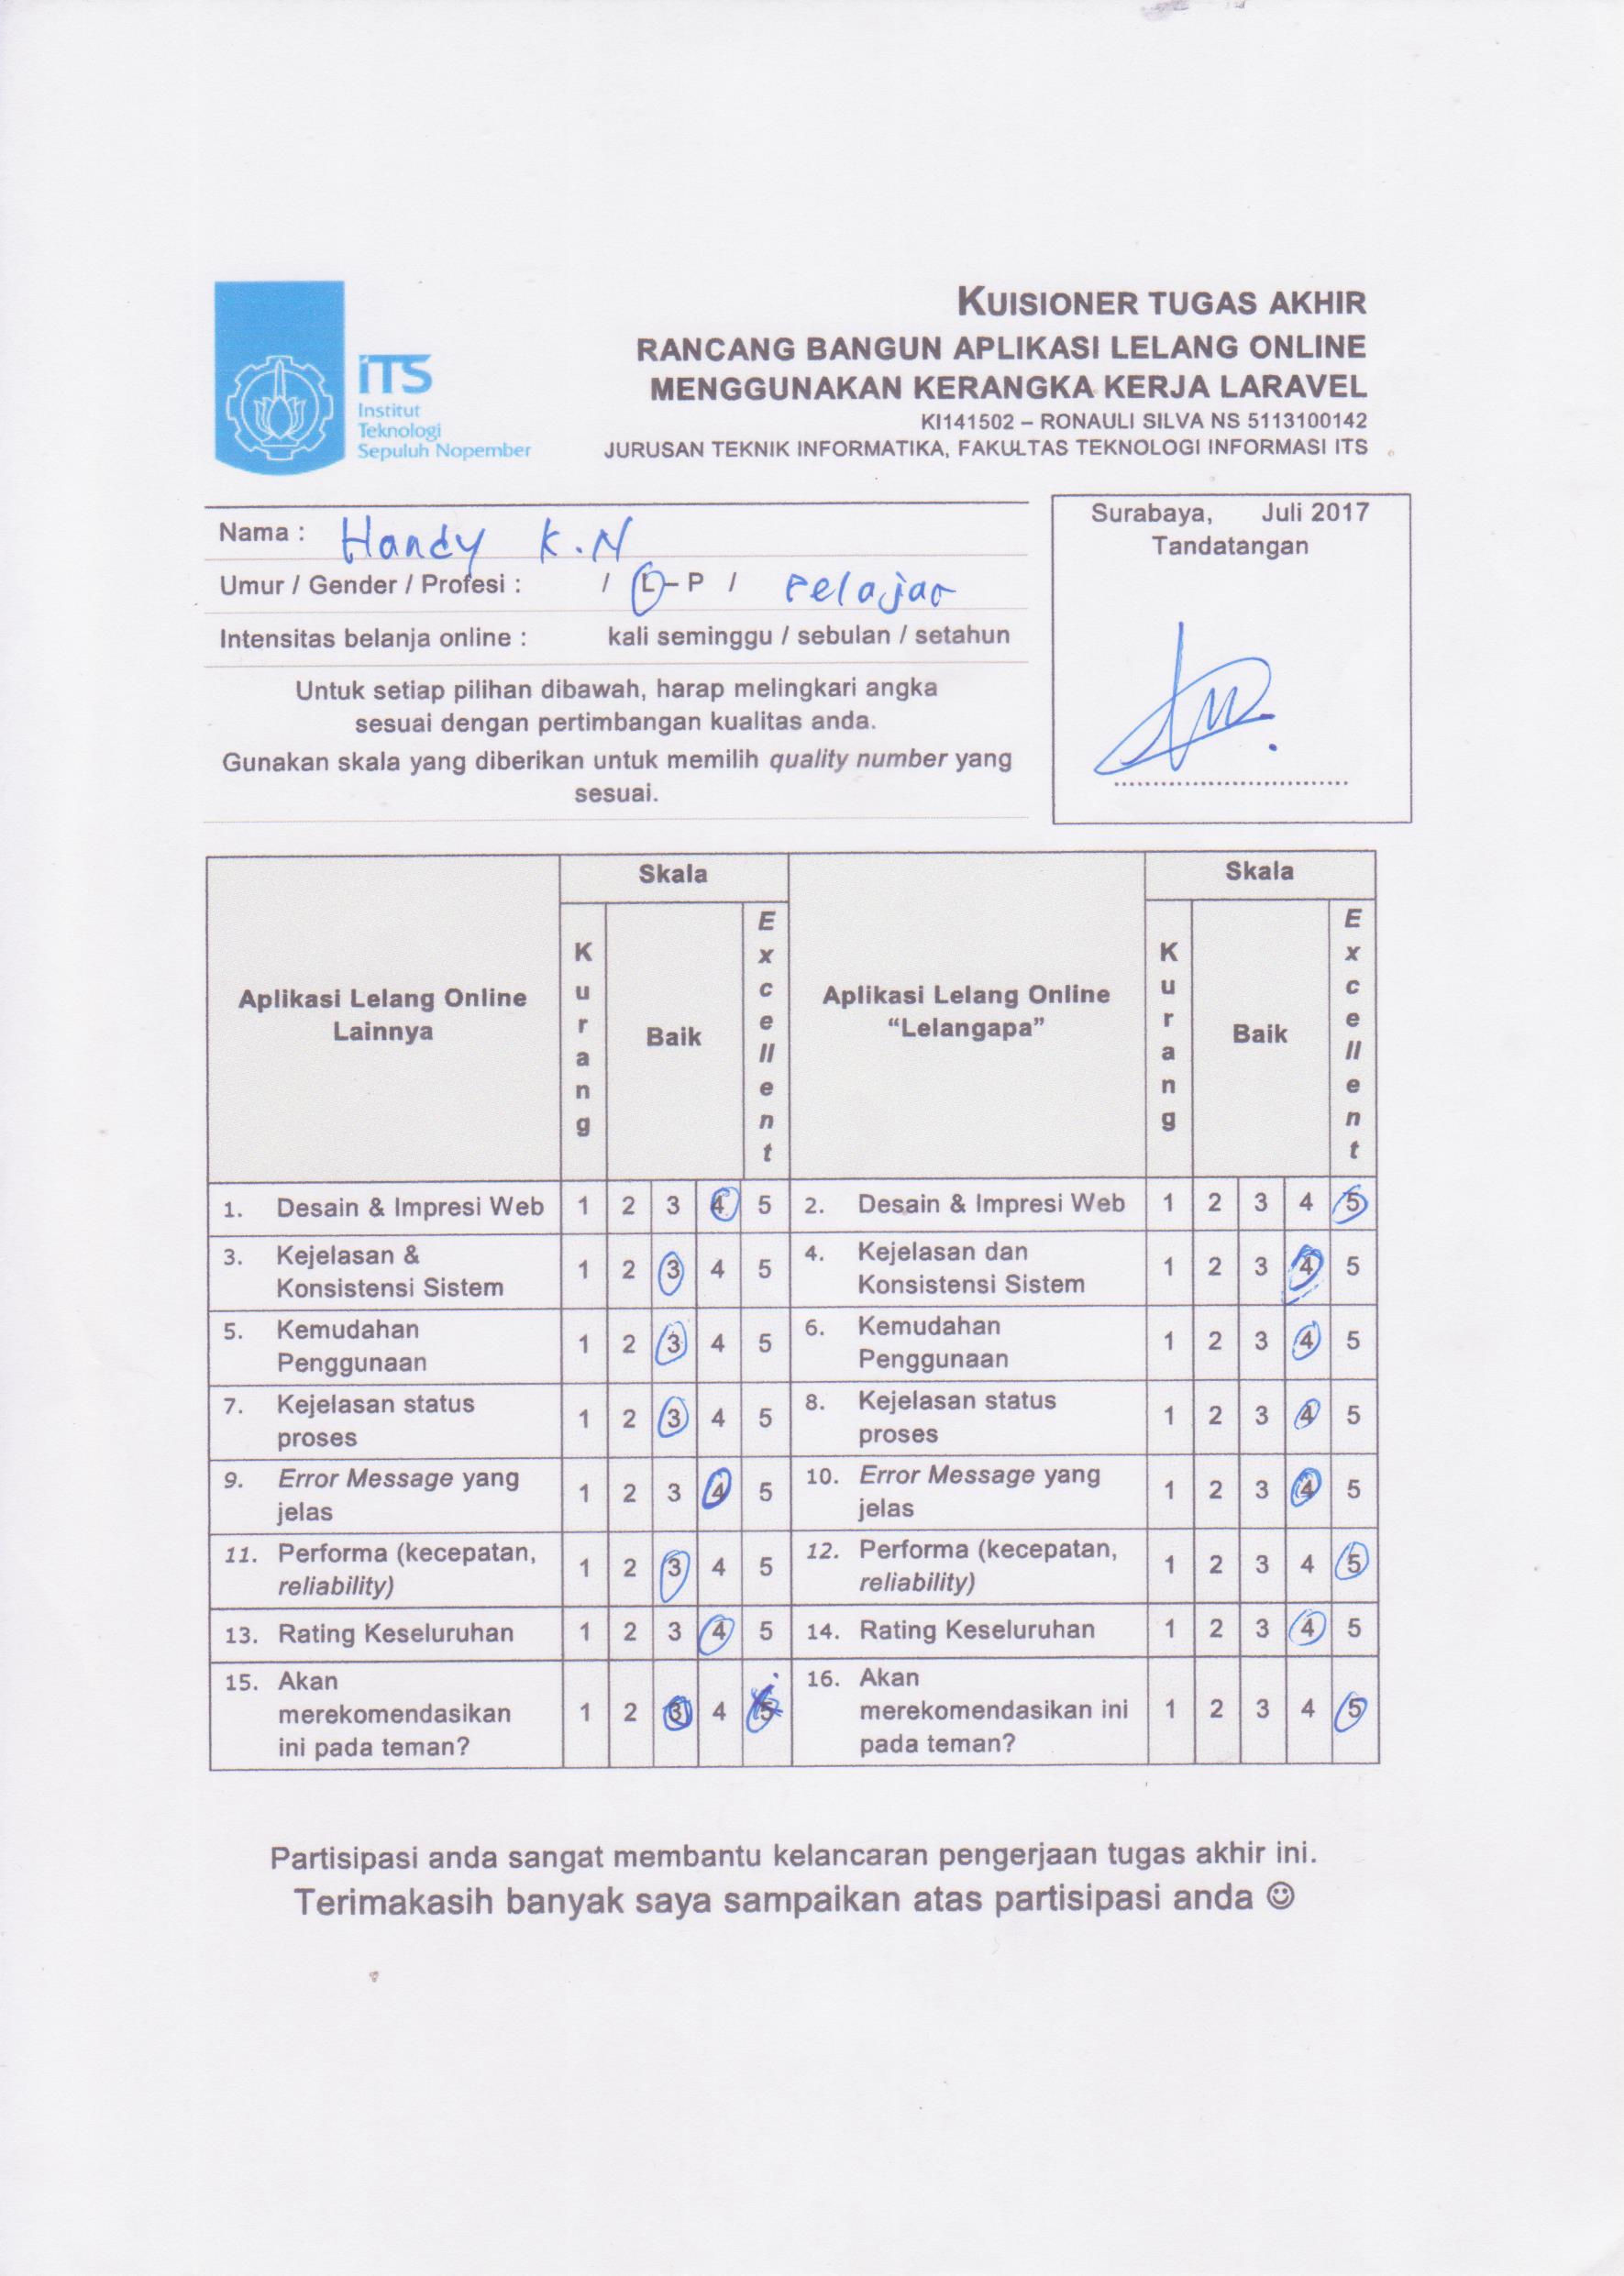 KUISIONER TUGAS AKHIR
RANCANG BANGUN APLIKASI LELANG ONLINE
MENGGUNAKAN KERANGKA KERJA LARAVEL
KI141502 – RONAULI SILVA NS 5113100142
JURUSAN TEKNIK INFORMATIKA, FAKULTAS TEKNOLOGI INFORMASI ITS
iTS
Institut
Teknologi
Sepuluh Nopember
Nama : Handy K.N
Umur / Gender / Profesi : / L – P / Pelajar
Intensitas belanja online : kali seminggu / sebulan / setahun
Untuk setiap pilihan dibawah, harap melingkari angka
sesuai dengan pertimbangan kualitas anda.
Gunakan skala yang diberikan untuk memilih quality number yang
sesuai.
Surabaya, Juli 2017
Tandatangan
Aplikasi Lelang Online
Lainnya
Skala
Kurang
Baik
Excellent
Aplikasi Lelang Online
“Lelangapa”
Skala
Kurang
Baik
Excellent
1. Desain & Impresi Web 1 2 3 4 5
2. Desain & Impresi Web 1 2 3 4 5
3. Kejelasan &
Konsistensi Sistem 1 2 3 4 5
4. Kejelasan dan
Konsistensi Sistem 1 2 3 4 5
5. Kemudahan
Penggunaan 1 2 3 4 5
6. Kemudahan
Penggunaan 1 2 3 4 5
7. Kejelasan status
proses 1 2 3 4 5
8. Kejelasan status
proses 1 2 3 4 5
9. Error Message yang
jelas 1 2 3 4 5
10. Error Message yang
jelas 1 2 3 4 5
11. Performa (kecepatan,
reliability) 1 2 3 4 5
12. Performa (kecepatan,
reliability) 1 2 3 4 5
13. Rating Keseluruhan 1 2 3 4 5
14. Rating Keseluruhan 1 2 3 4 5
15. Akan
merekomendasikan 1 2 3 4 5
ini pada teman?
16. Akan
merekomendasikan ini 1 2 3 4 5
pada teman?
Partisipasi anda sangat membantu kelancaran pengerjaan tugas akhir ini.
Terimakasih banyak saya sampaikan atas partisipasi anda ☺